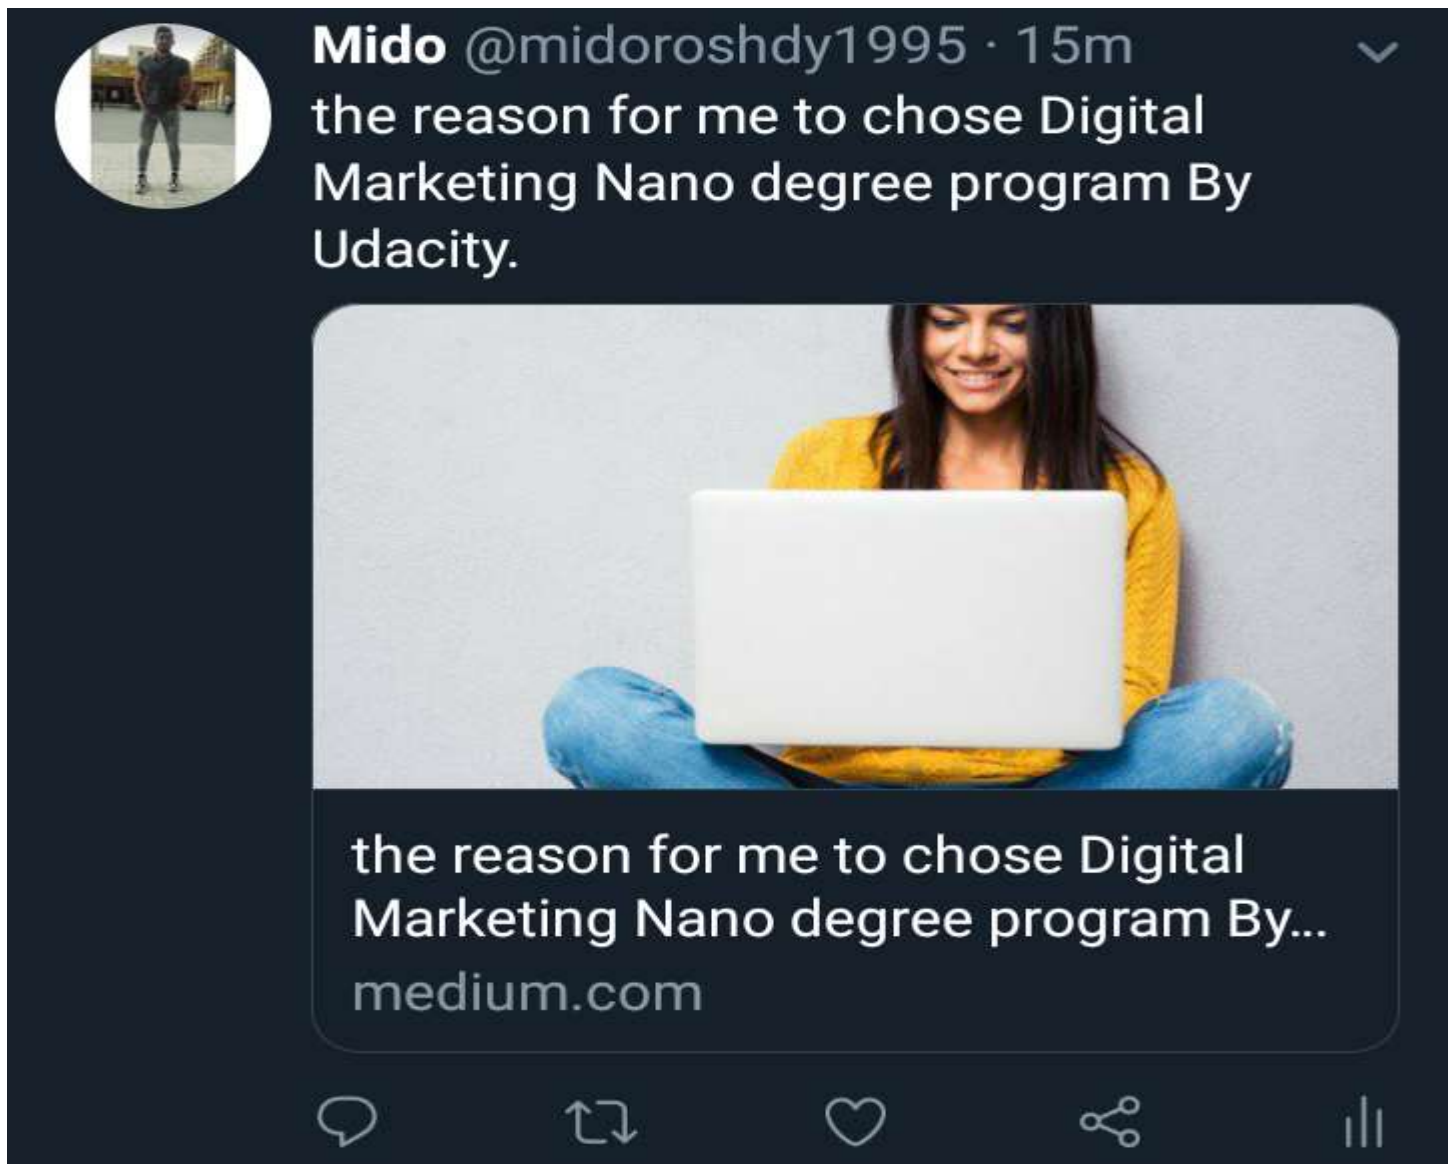 Mido @midoroshdy1995 · 15m
the reason for me to chose Digital
Marketing Nano degree program By
Udacity.
the reason for me to chose Digital
Marketing Nano degree program By...
medium.com